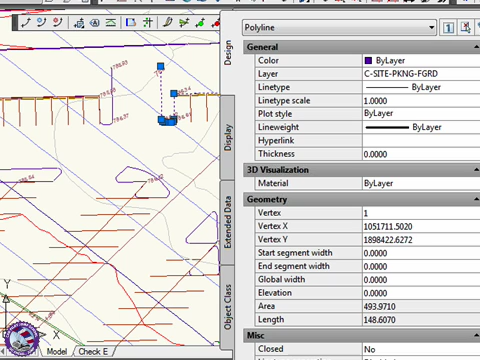 Polyline
General
Color ByLayer
Layer C-SITE-PKNG-FGRD
Linetype ByLayer
Linetype scale 1.0000
Plot style ByLayer
Lineweight ByLayer
Hyperlink
Thickness 0.0000
3D Visualization
Material ByLayer
Geometry
Vertex 1
Vertex X 1051711.5020
Vertex Y 1898422.6272
Start segment width 0.0000
End segment width 0.0000
Global width 0.0000
Elevation 0.0000
Area 493.9710
Length 148.6070
Misc
Closed No
Design
Display
Extended Data
Object Class
Y
X
Model
Check E